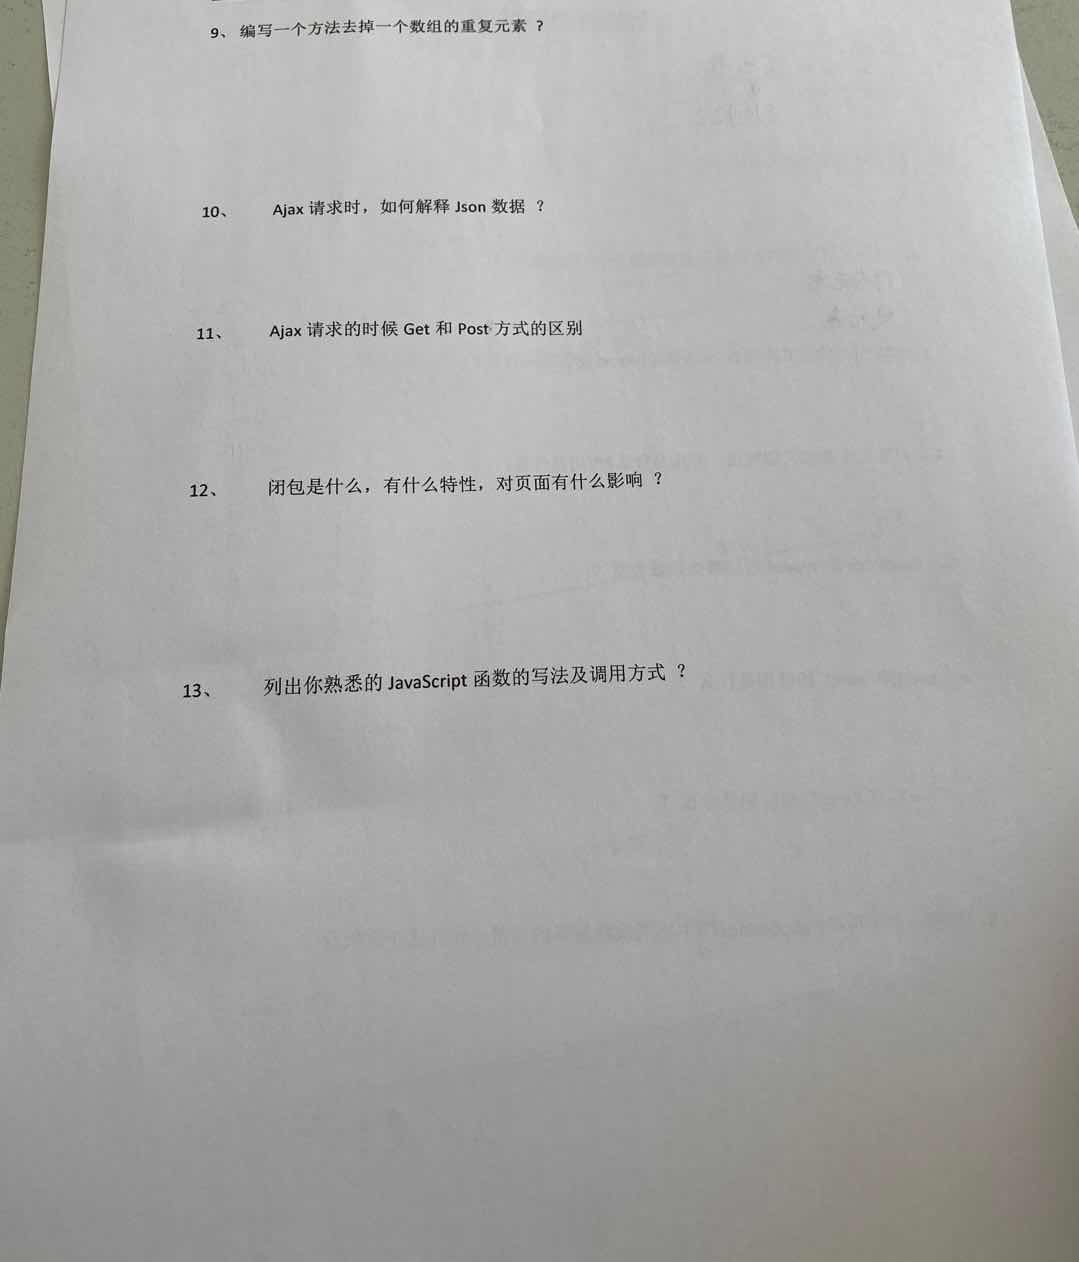 9、 编写一个方法去掉一个数组的重复元素 ?
10、 Ajax 请求时，如何解释 Json 数据 ？
11、 Ajax 请求的时候 Get 和 Post 方式的区别
12、 闭包是什么，有什么特性，对页面有什么影响 ？
13、 列出你熟悉的 JavaScript 函数的写法及调用方式 ？